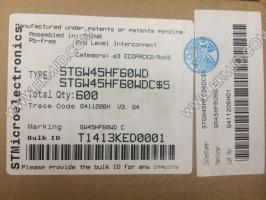 Manufactured under patents or patents pending
Assembled in: CHINA
Pb-free
Any Level Interconnect
Category: e3 ECOPACK2/RoHS
STMicroelectronics
TYPE: STGW45HF60WD
STGW45HF60WDC$5
Total Qty: 600
Trace Code G411206H V3 G4
Marking GW45HF60WD C
Bulk ID T1413KED0001
Please provide the bulk ID for any inquiry